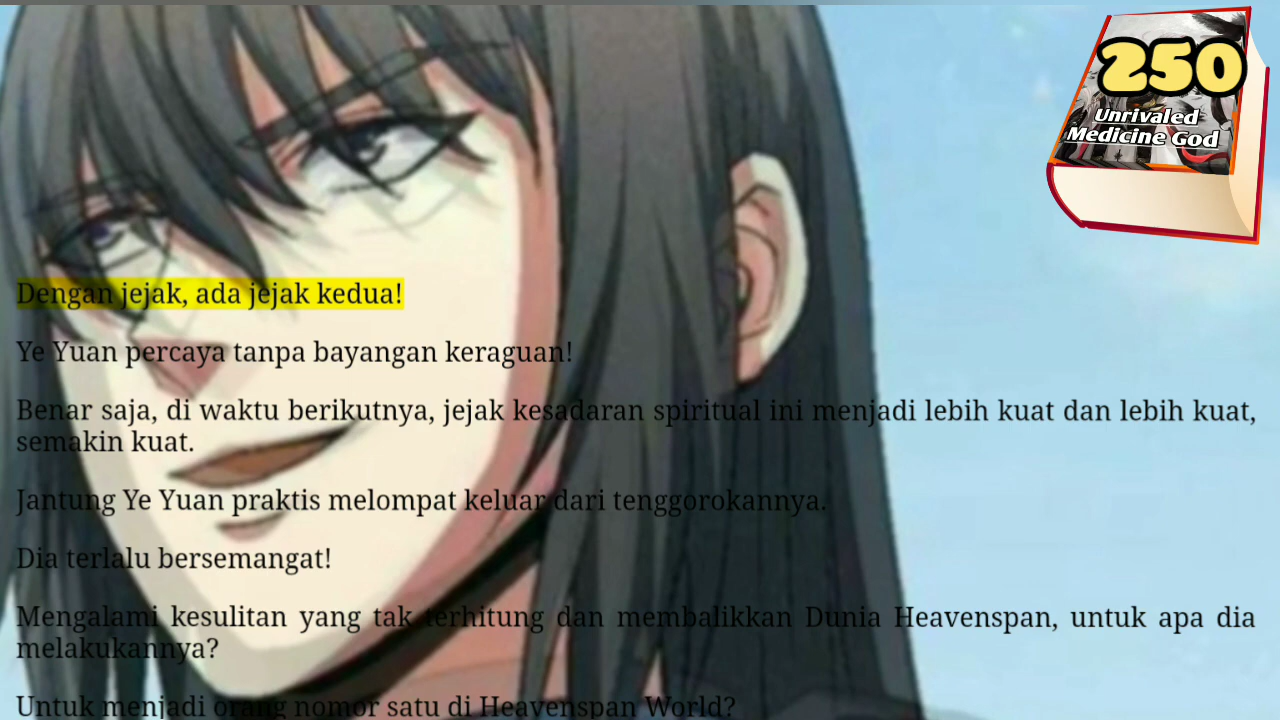 250
Unrivaled
Medicine God
Dengan jejak, ada jejak kedua!
Ye Yuan percaya tanpa bayangan keraguan!
Benar saja, di waktu berikutnya, jejak kesadaran spiritual ini menjadi lebih kuat dan lebih kuat,
semakin kuat.
Jantung Ye Yuan praktis melompat keluar dari tenggorokannya.
Dia terlalu bersemangat!
Mengalami kesulitan yang tak terhitung dan membalikkan Dunia Heavenspan, untuk apa dia
melakukannya?
Untuk menjadi orang nomor satu di Heavenspan World?